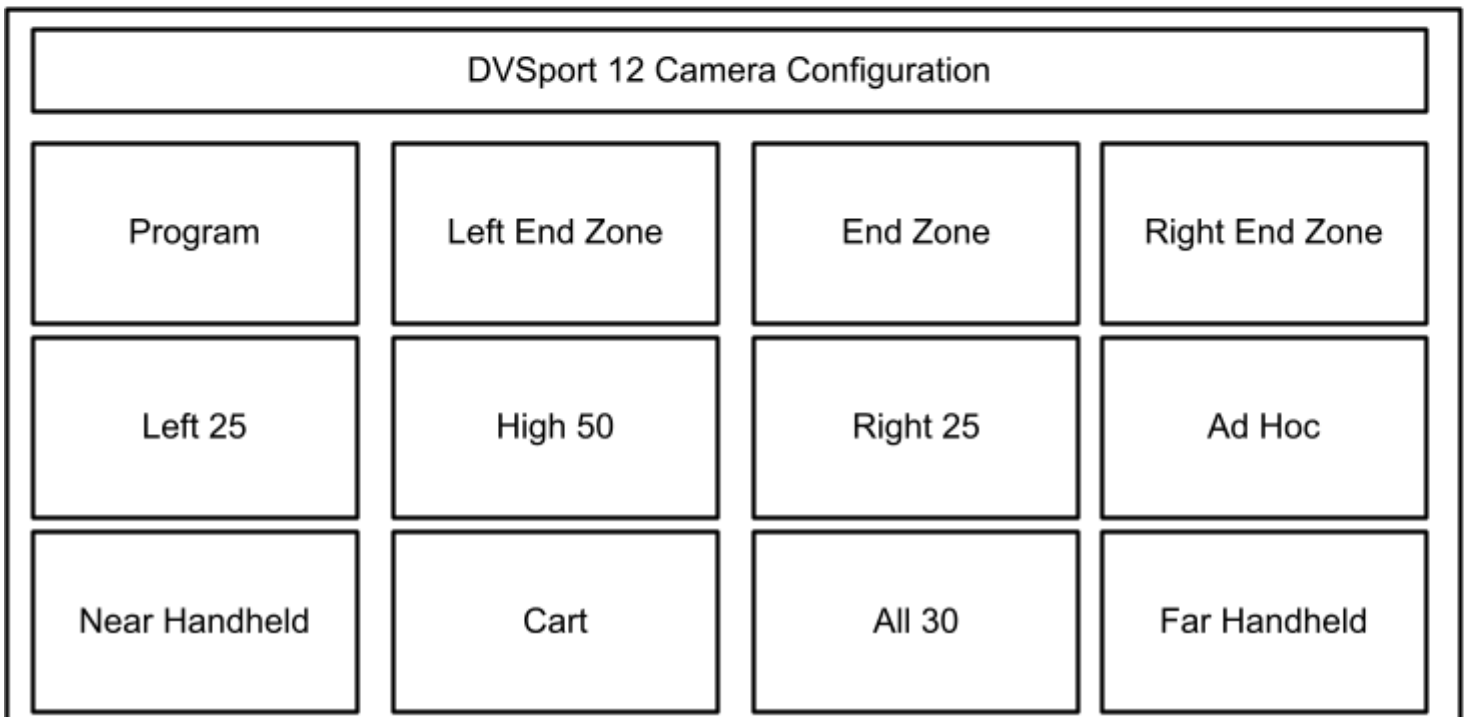 DVSport 12 Camera Configuration
Program
Left End Zone
End Zone
Right End Zone
Left 25
High 50
Right 25
Ad Hoc
Near Handheld
Cart
All 30
Far Handheld